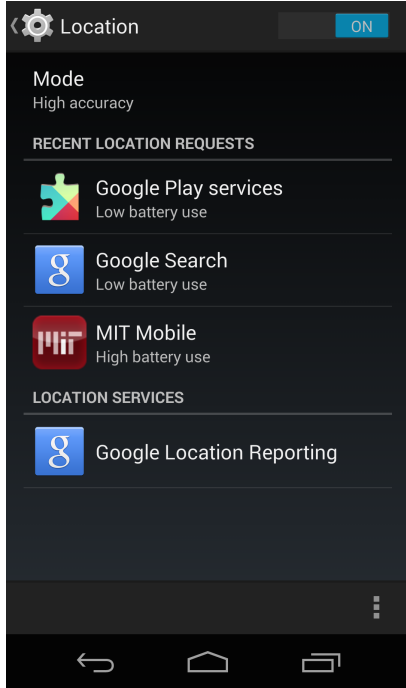 Location
ON
Mode
High accuracy
RECENT LOCATION REQUESTS
Google Play services
Low battery use
g
Google Search
Low battery use
MIT
MIT Mobile
High battery use
LOCATION SERVICES
g
Google Location Reporting